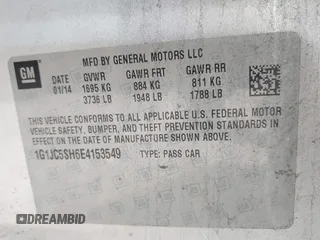 GM
MFD BY GENERAL MOTORS LLC
DATE GVWR GAWR FRT GAWR RR
01/14 1695 KG 884 KG 811 KG
3736 LB 1948 LB 1788 LB
THIS VEHICLE CONFORMS TO ALL APPLICABLE U.S. FEDERAL MOTOR
VEHICLE SAFETY, BUMPER, AND THEFT PREVENTION STANDARDS
IN EFFECT ON THE DATE OF MANUFACTURE SHOWN ABOVE.
1G1JC5SH6E4153549 TYPE: PASS CAR
DEALERSHIP